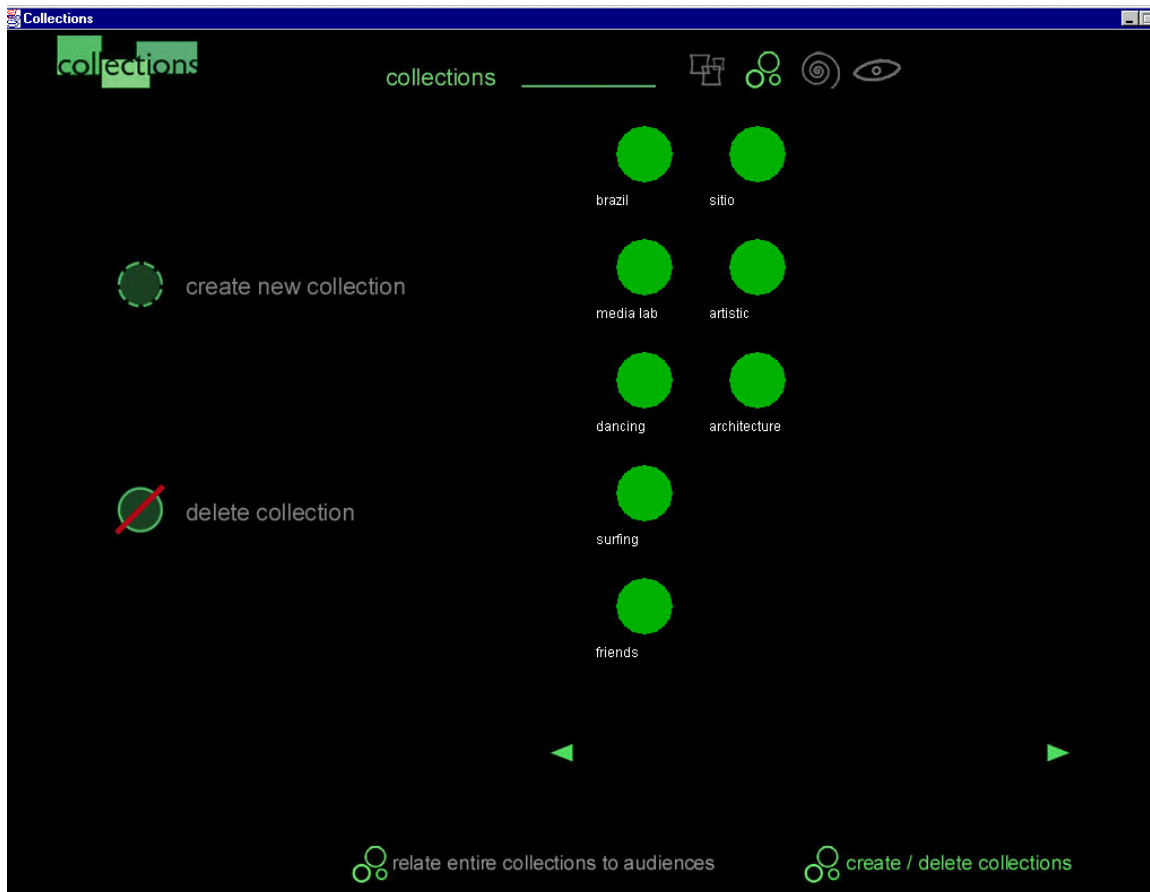 Collections
collections
collections
brazil sitio
create new collection
media lab artistic
dancing architecture
delete collection
surfing
friends
relate entire collections to audiences create / delete collections